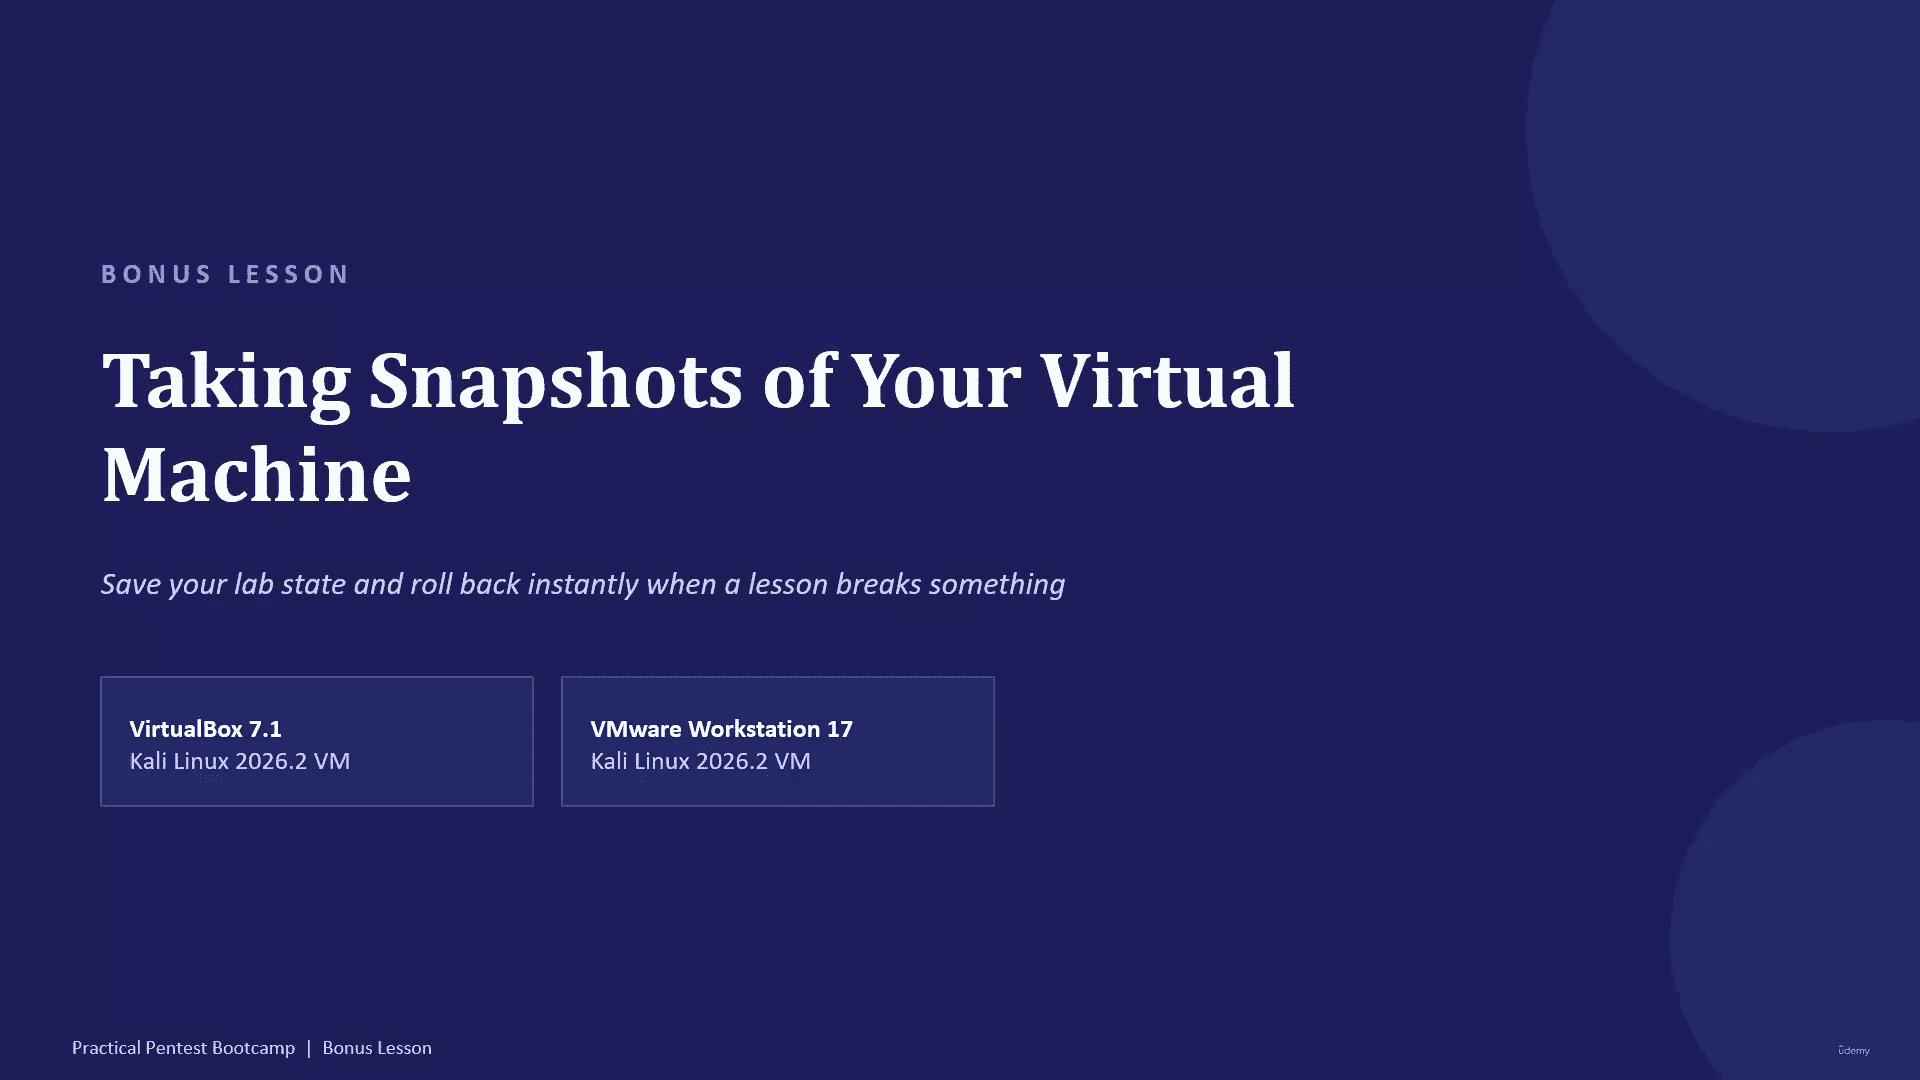 BONUS LESSON
Taking Snapshots of Your Virtual
Machine
Save your lab state and roll back instantly when a lesson breaks something
VirtualBox 7.1
Kali Linux 2026.2 VM
VMware Workstation 17
Kali Linux 2026.2 VM
Practical Pentest Bootcamp | Bonus Lesson
ûdemy